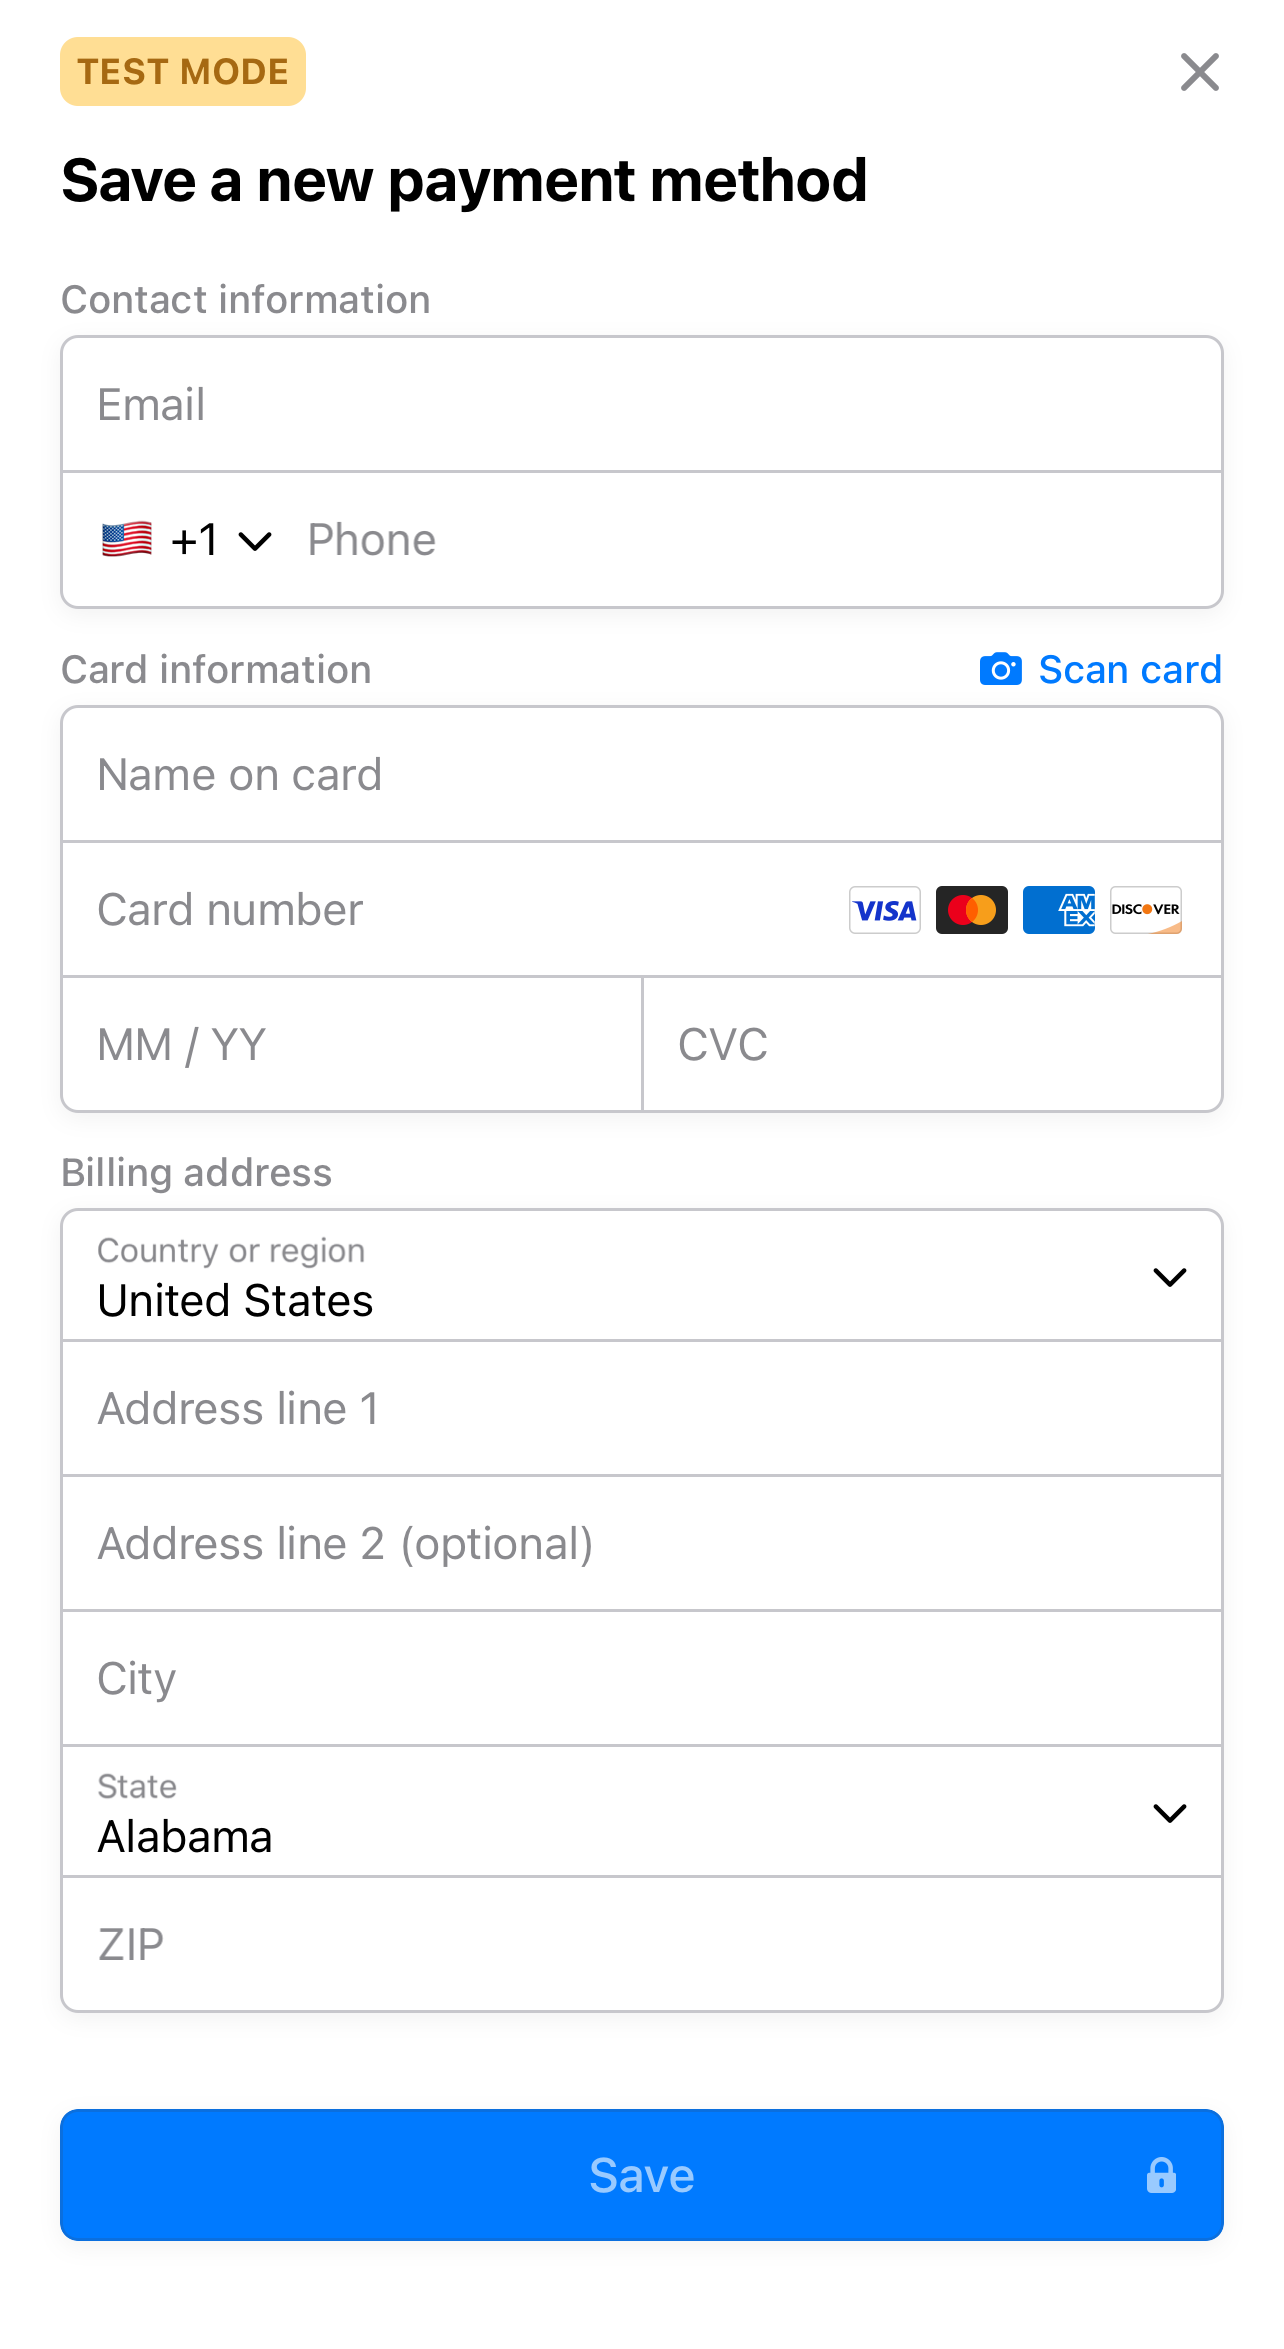 TEST MODE
Save a new payment method
Contact information
Email
+1 Phone
Card information Scan card
Name on card
Card number VISA AM EX DISCOVER
MM / YY CVC
Billing address
Country or region
United States
Address line 1
Address line 2 (optional)
City
State
Alabama
ZIP
Save